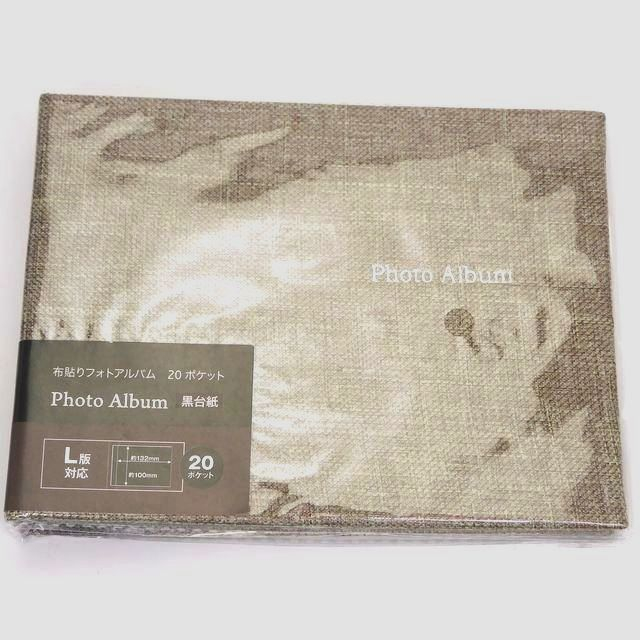 Photo Album
布貼りフォトアルバム 20ポケット
Photo Album 黒台紙
L版
対応
約132mm
約100mm
20
ポケット